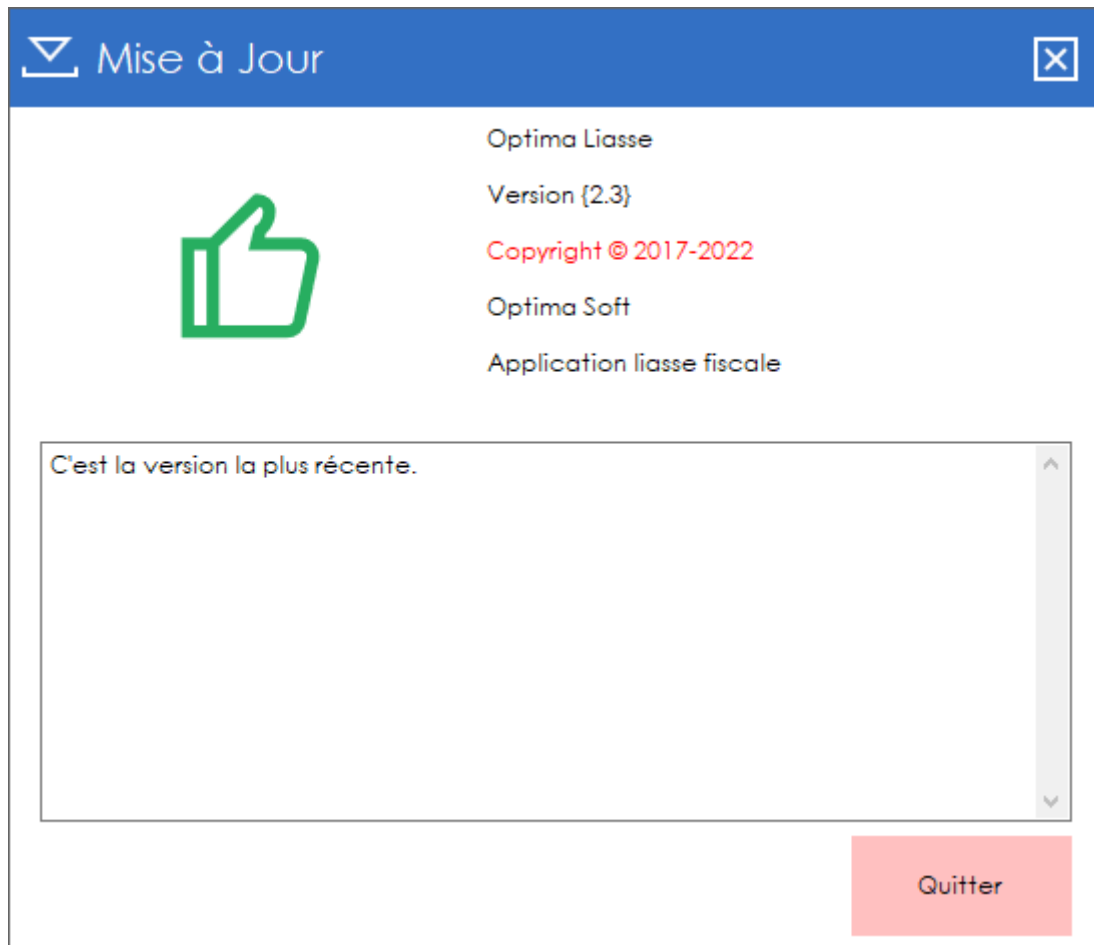 Mise à Jour
Optima Liasse
Version {2.3}
Copyright © 2017-2022
Optima Soft
Application liasse fiscale
C'est la version la plus récente.
Quitter